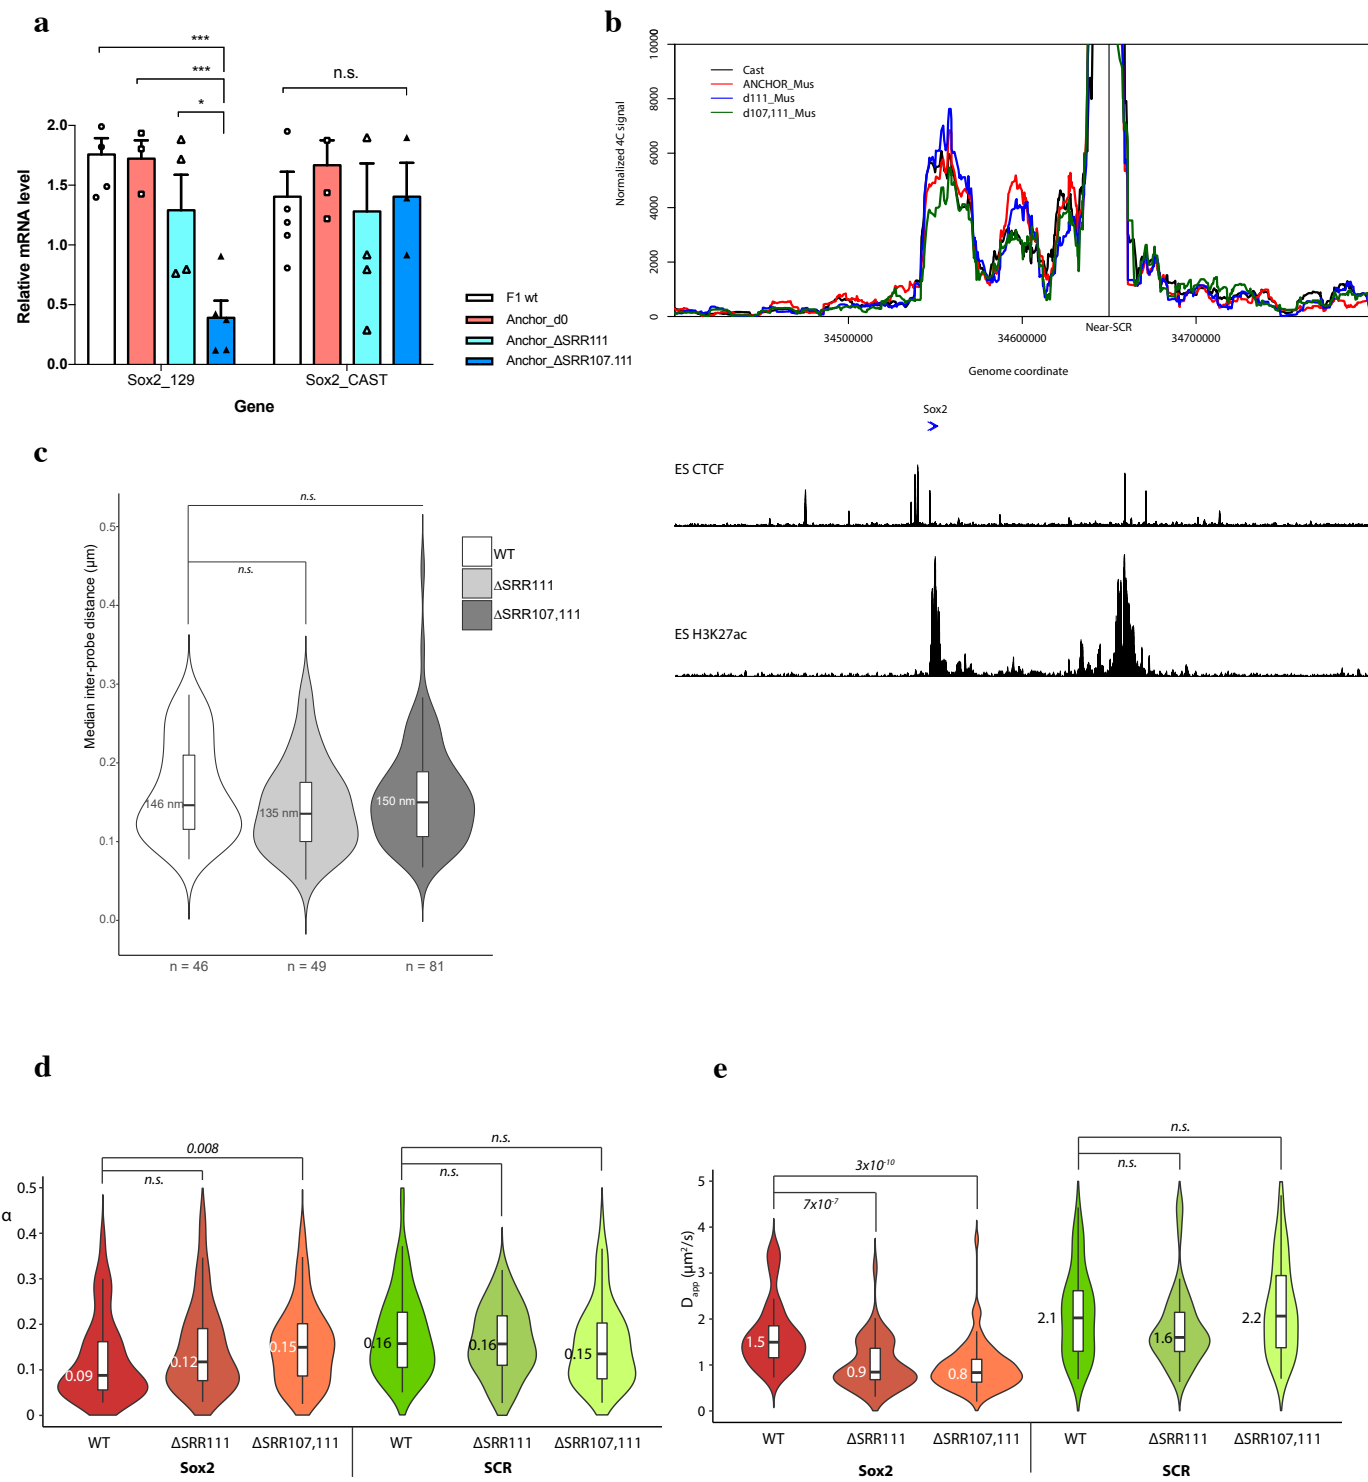 a
***
***
*
n.s.
2.0
1.5
1.0
0.5
0.0
Relative mRNA level
Sox2_129
Sox2_CAST
Gene
F1 wt
Anchor_d0
Anchor_ΔSRR111
Anchor_ΔSRR107.111
b
Normalized 4C signal
0
2000
4000
6000
8000
10000
Cast
ANCHOR_Mus
d111_Mus
d107,111_Mus
Near-SCR
34500000
34600000
34700000
Genome coordinate
Sox2
ES CTCF
ES H3K27ac
c
n.s.
n.s.
Median inter-probe distance (μm)
0.5
0.4
0.3
0.2
0.1
0.0
146 nm
135 nm
150 nm
WT
ΔSRR111
ΔSRR107,111
n = 46
n = 49
n = 81
d
0.008
n.s.
n.s.
n.s.
α
0.5
0.4
0.3
0.2
0.1
0
0.09
0.12
0.15
0.16
0.16
0.15
WT
ΔSRR111
ΔSRR107,111
WT
ΔSRR111
ΔSRR107,111
Sox2
SCR
e
3x10⁻¹⁰
7x10⁻⁷
n.s.
n.s.
Dapp (μm²/s)
5
4
3
2
1
0
1.5
0.9
0.8
2.1
1.6
2.2
WT
ΔSRR111
ΔSRR107,111
WT
ΔSRR111
ΔSRR107,111
Sox2
SCR